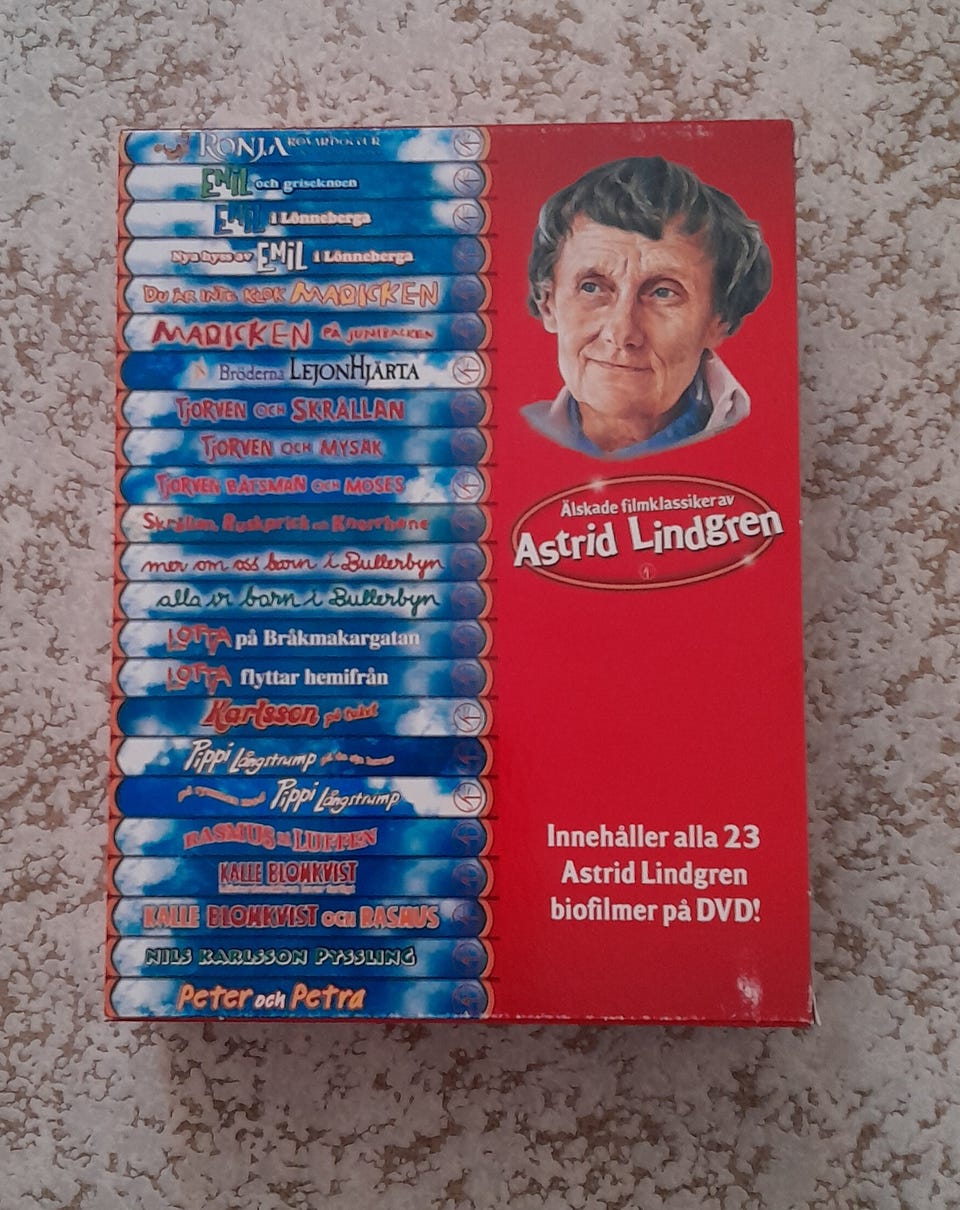 RONJA RÖVARDOTTER
EMIL och griseknoen
EMIL i Lönneberga
Nya hyss av EMIL i Lönneberga
DU ÄR INTE KLOK MADICKEN
MADICKEN PÅ JUNIBACKEN
Bröderna LEJONHJÄRTA
TJORVEN OCH SKRÅLLAN
TJORVEN OCH MYSAK
TJORVEN BÅTSMAN OCH MOSES
Skrållan, Ruskprick och Knorrhane
mer om oss barn i Bullerbyn
alla vi barn i Bullerbyn
LOTTA på Bråkmakargatan
LOTTA flyttar hemifrån
Karlsson på taket
Pippi Långstrump
på rymmen med Pippi Långstrump
RASMUS på LUFFEN
KALLE BLOMKVIST
KALLE BLOMKVIST OCH RASMUS
NILS KARLSSON PYSSLING
Peter och Petra
Älskade filmklassiker av
Astrid Lindgren
Innehåller alla 23
Astrid Lindgren
biofilmer på DVD!